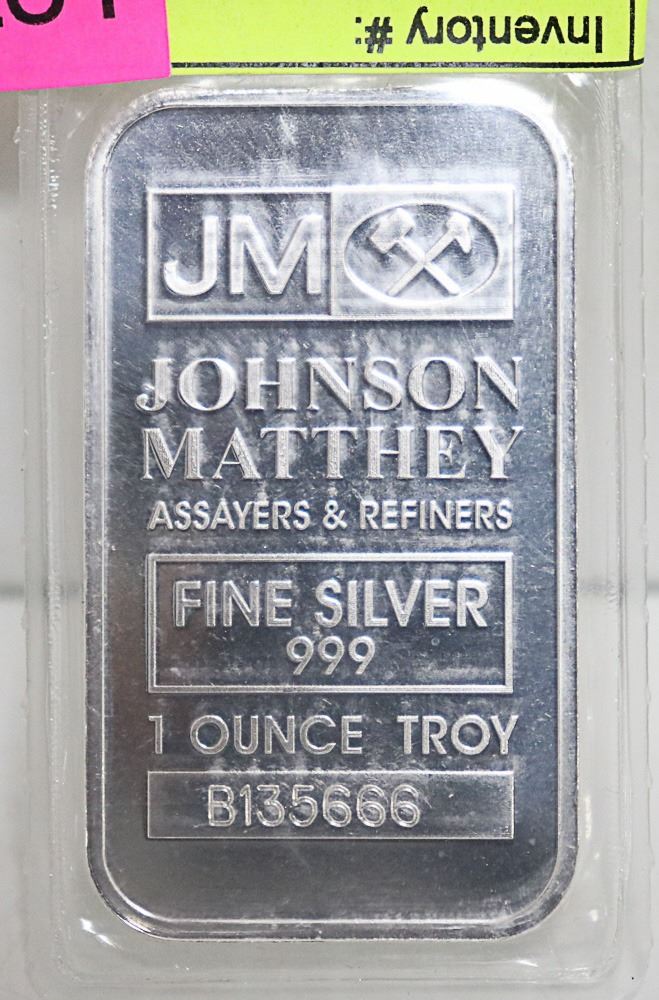 Inventory #:
JM
JOHNSON
MATTHEY
ASSAYERS & REFINERS
FINE SILVER
999
1 OUNCE TROY
B135666